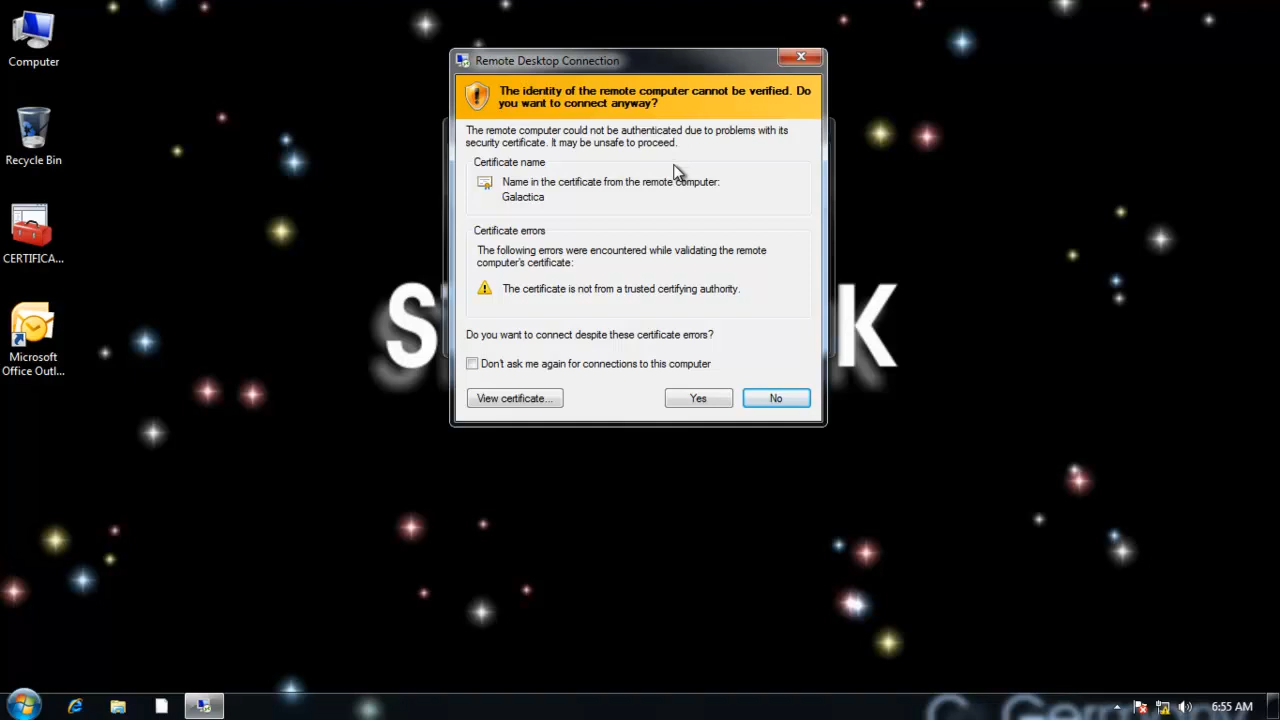 Computer
Recycle Bin
CERTIFICA...
Microsoft
Office Outl...
Remote Desktop Connection
The identity of the remote computer cannot be verified. Do
you want to connect anyway?
The remote computer could not be authenticated due to problems with its
security certificate. It may be unsafe to proceed.
Certificate name
Name in the certificate from the remote computer:
Galactica
Certificate errors
The following errors were encountered while validating the remote
computer's certificate:
The certificate is not from a trusted certifying authority.
Do you want to connect despite these certificate errors?
Don't ask me again for connections to this computer
View certificate...
Yes
No
S
K
6:55 AM